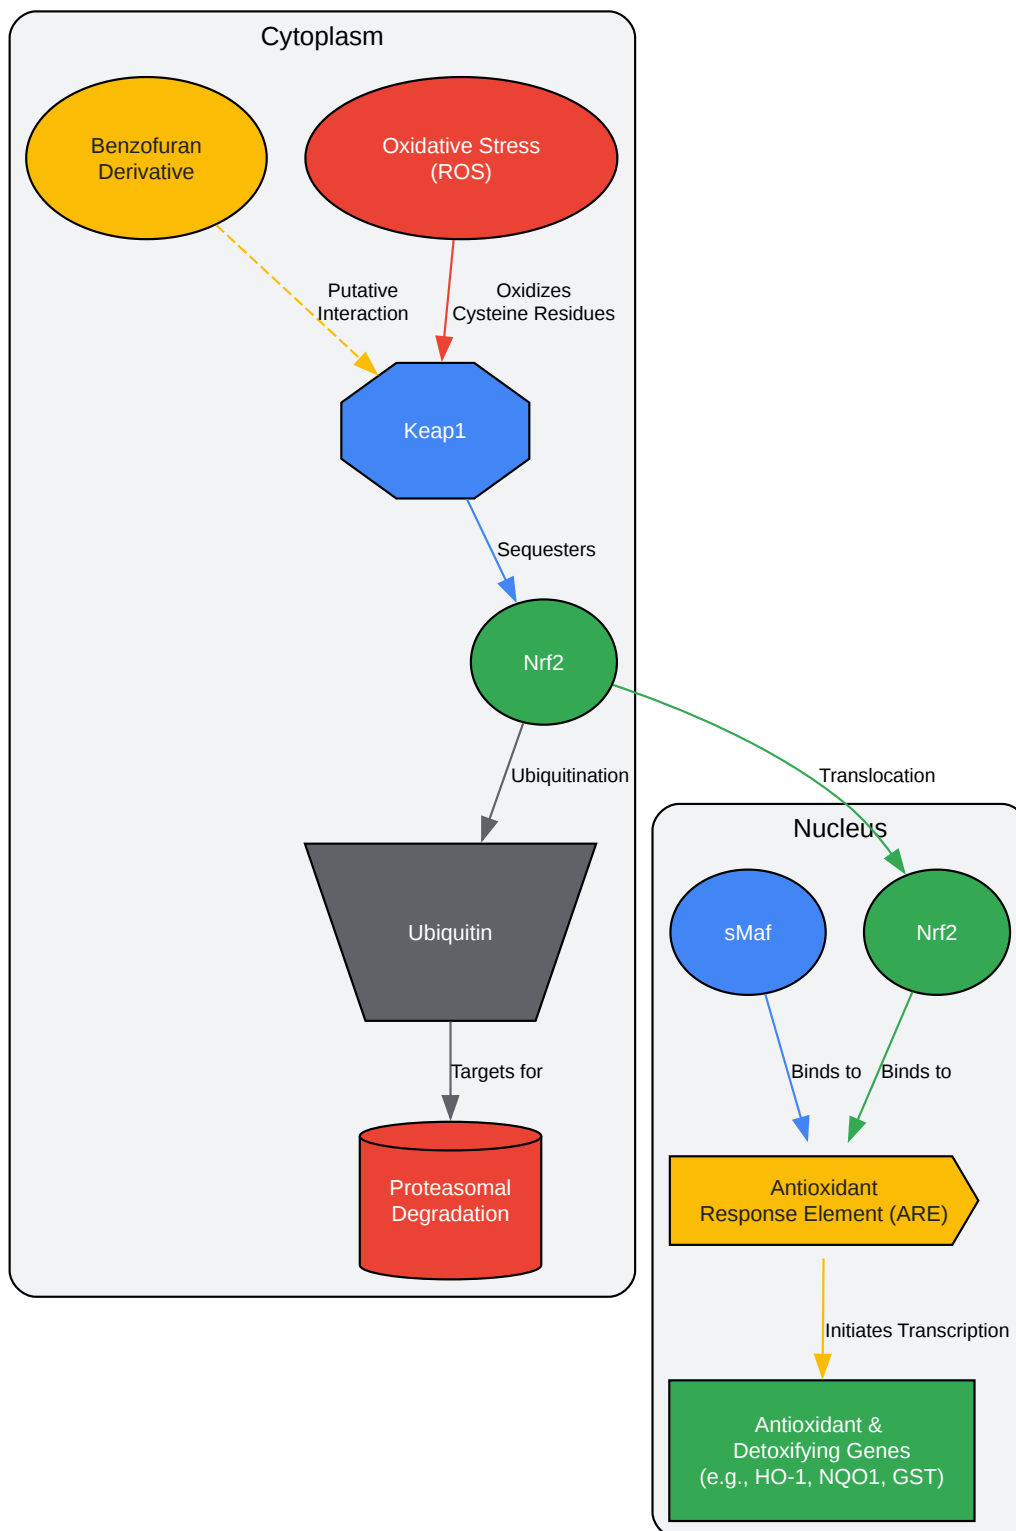 Cytoplasm
Benzofuran
Derivative
Oxidative Stress
(ROS)
Putative
Interaction
Oxidizes
Cysteine Residues
Keap1
Sequesters
Nrf2
Ubiquitination
Translocation
Nucleus
Ubiquitin
sMaf
Nrf2
Targets for
Binds to
Binds to
Proteasomal
Degradation
Antioxidant
Response Element (ARE)
Initiates Transcription
Antioxidant &
Detoxifying Genes
(e.g., HO-1, NQO1, GST)